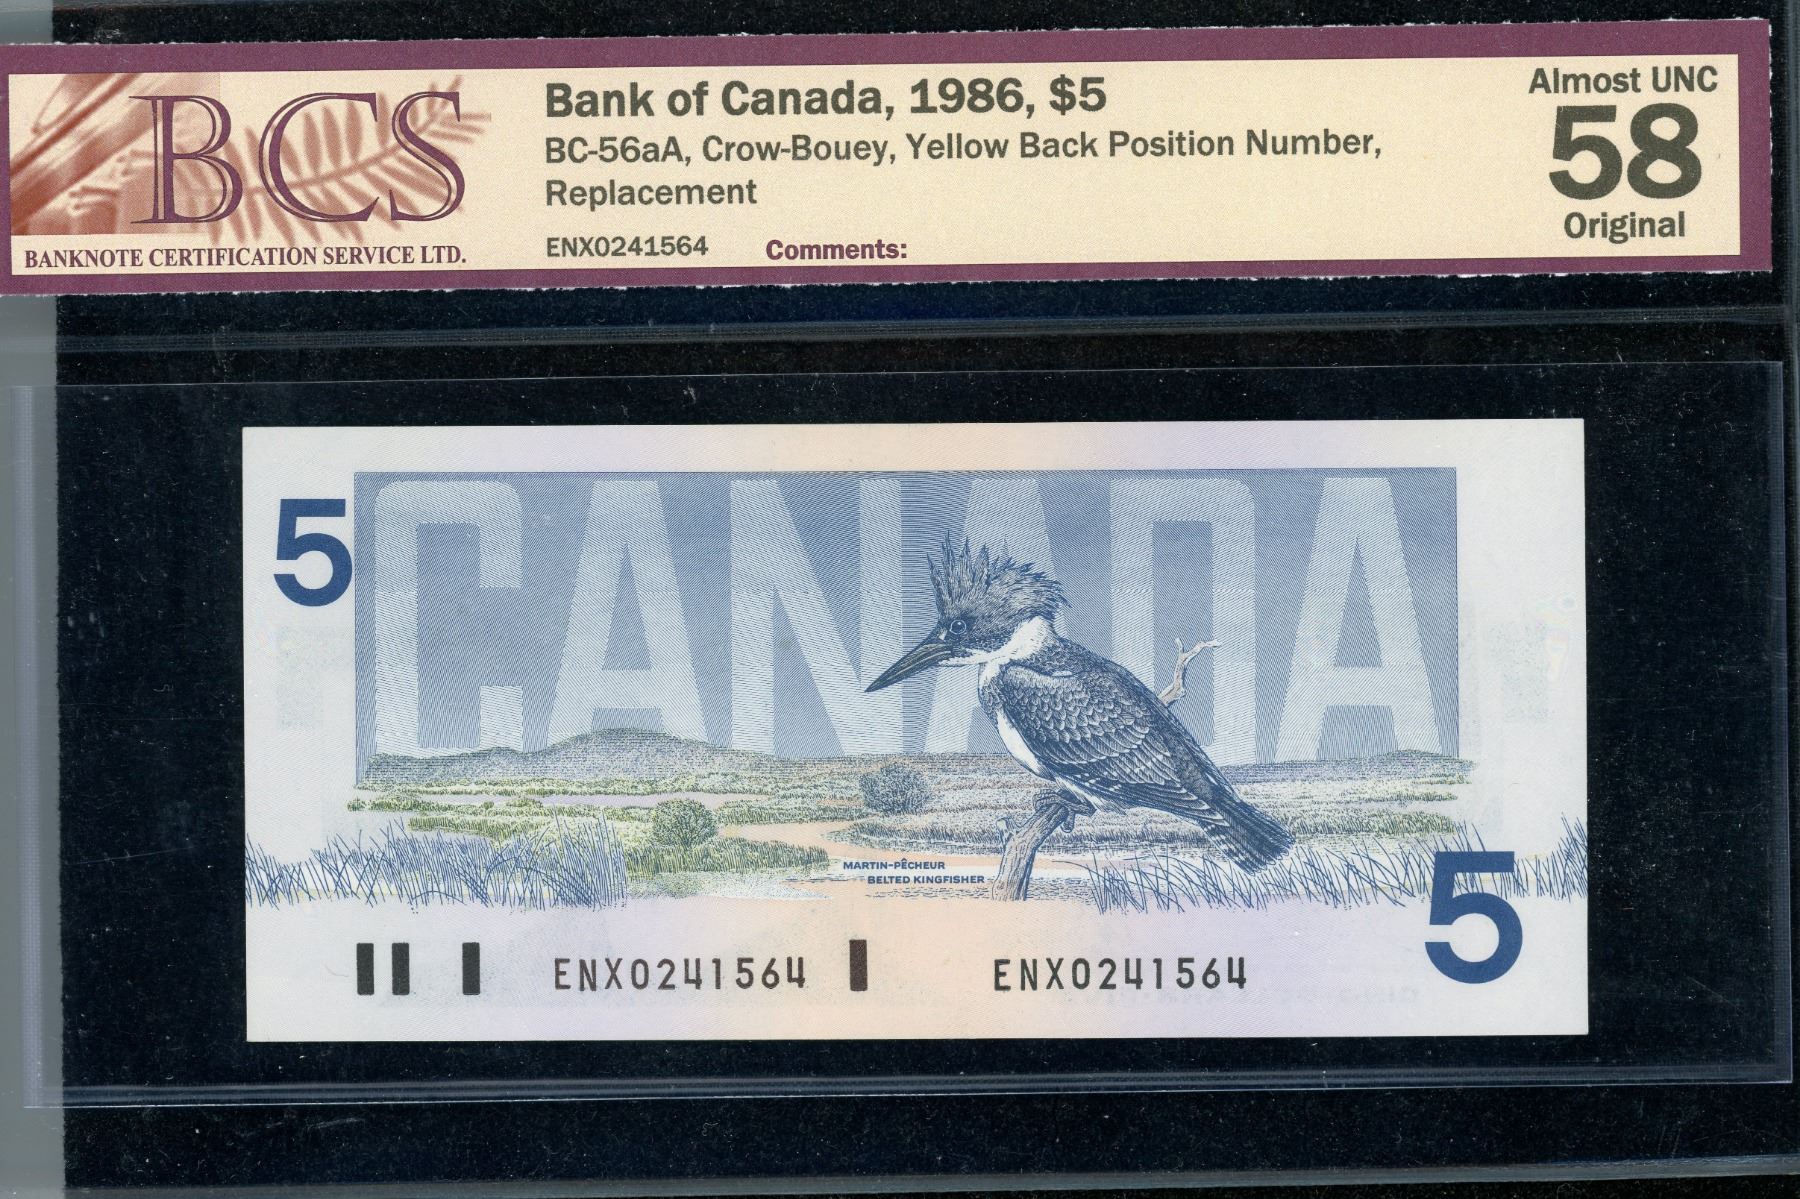 BCS
BANKNOTE CERTIFICATION SERVICE LTD.
Bank of Canada, 1986, $5
BC-56aA, Crow-Bouey, Yellow Back Position Number,
Replacement
ENX0241564 Comments:
Almost UNC
58
Original
5
CANADA
MARTIN-PÊCHEUR
BELTED KINGFISHER
5
ENX0241564 ENX0241564